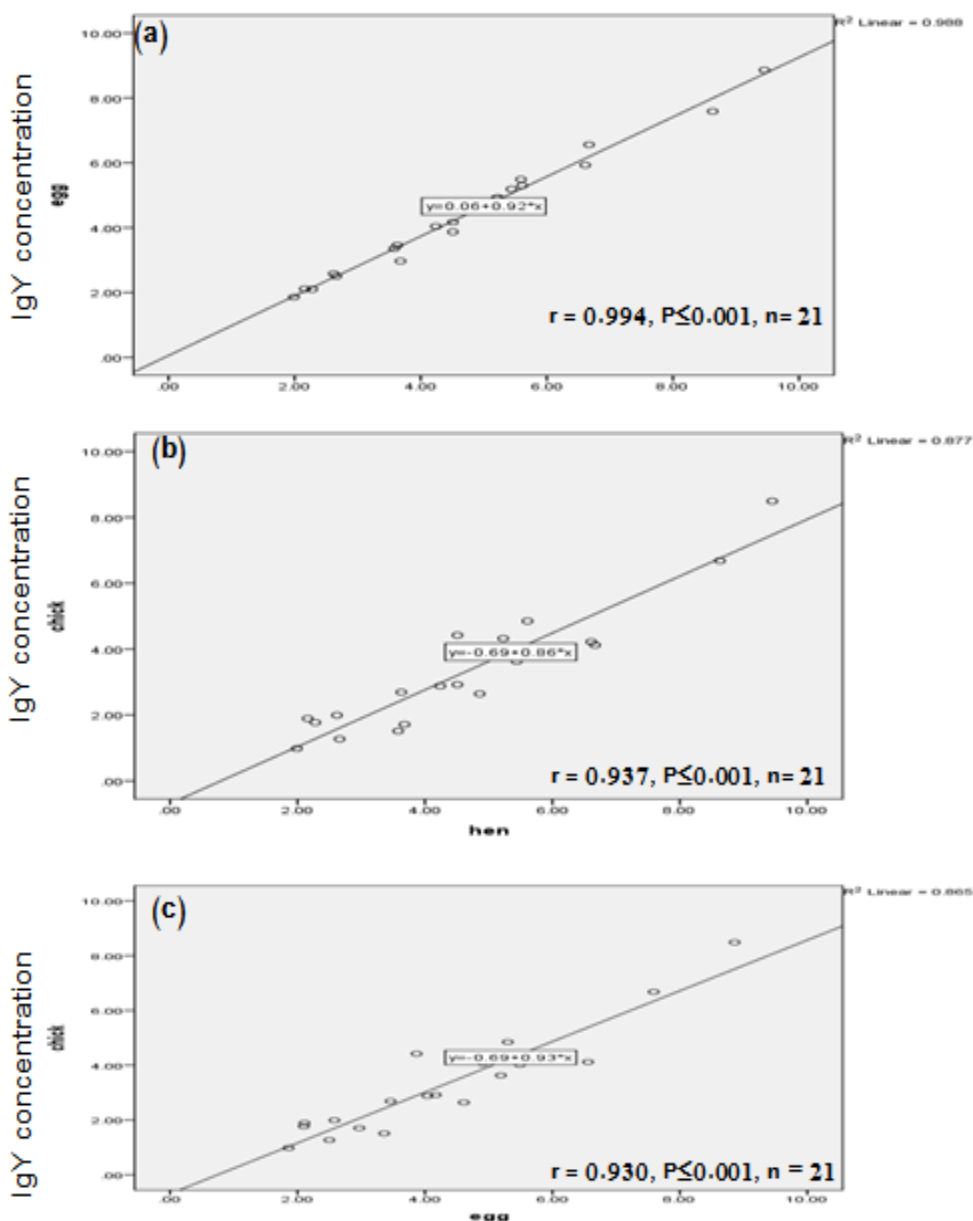 (a)
R² Linear = 0.988
IgY concentration
egg
10.00
8.00
6.00
4.00
2.00
.00
y=0.06+0.92*x
r = 0.994, P≤0.001, n= 21
.00 2.00 4.00 6.00 8.00 10.00
(b)
R² Linear = 0.877
IgY concentration
chick
10.00
8.00
6.00
4.00
2.00
.00
y=-0.69+0.86*x
r = 0.937, P≤0.001, n= 21
.00 2.00 4.00 6.00 8.00 10.00
hen
(c)
R² Linear = 0.865
IgY concentration
chick
10.00
8.00
6.00
4.00
2.00
.00
y=-0.69+0.93*x
r = 0.930, P≤0.001, n = 21
.00 2.00 4.00 6.00 8.00 10.00
egg